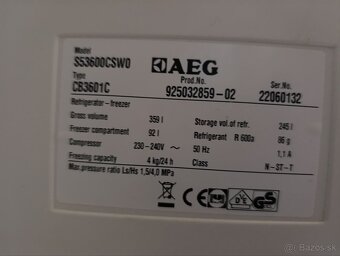 Model
S53600CSW0
AEG
Type
Prod.No.
Ser.No.
CB3601C
925032859-02
22060132
Refrigerator - freezer
Gross volume 359 l
Storage vol. of refr. 245 l
Freezer compartment 92 l
Refrigerant R 600a 86 g
Compressor 230-240V ~ 50 Hz 1,1 A
Freezing capacity 4 kg/24 h
Class N-ST-T
Max.pressure ratio Ls/Hs 1,5/4,0 MPa
CE
D E
GS
bazos.sk